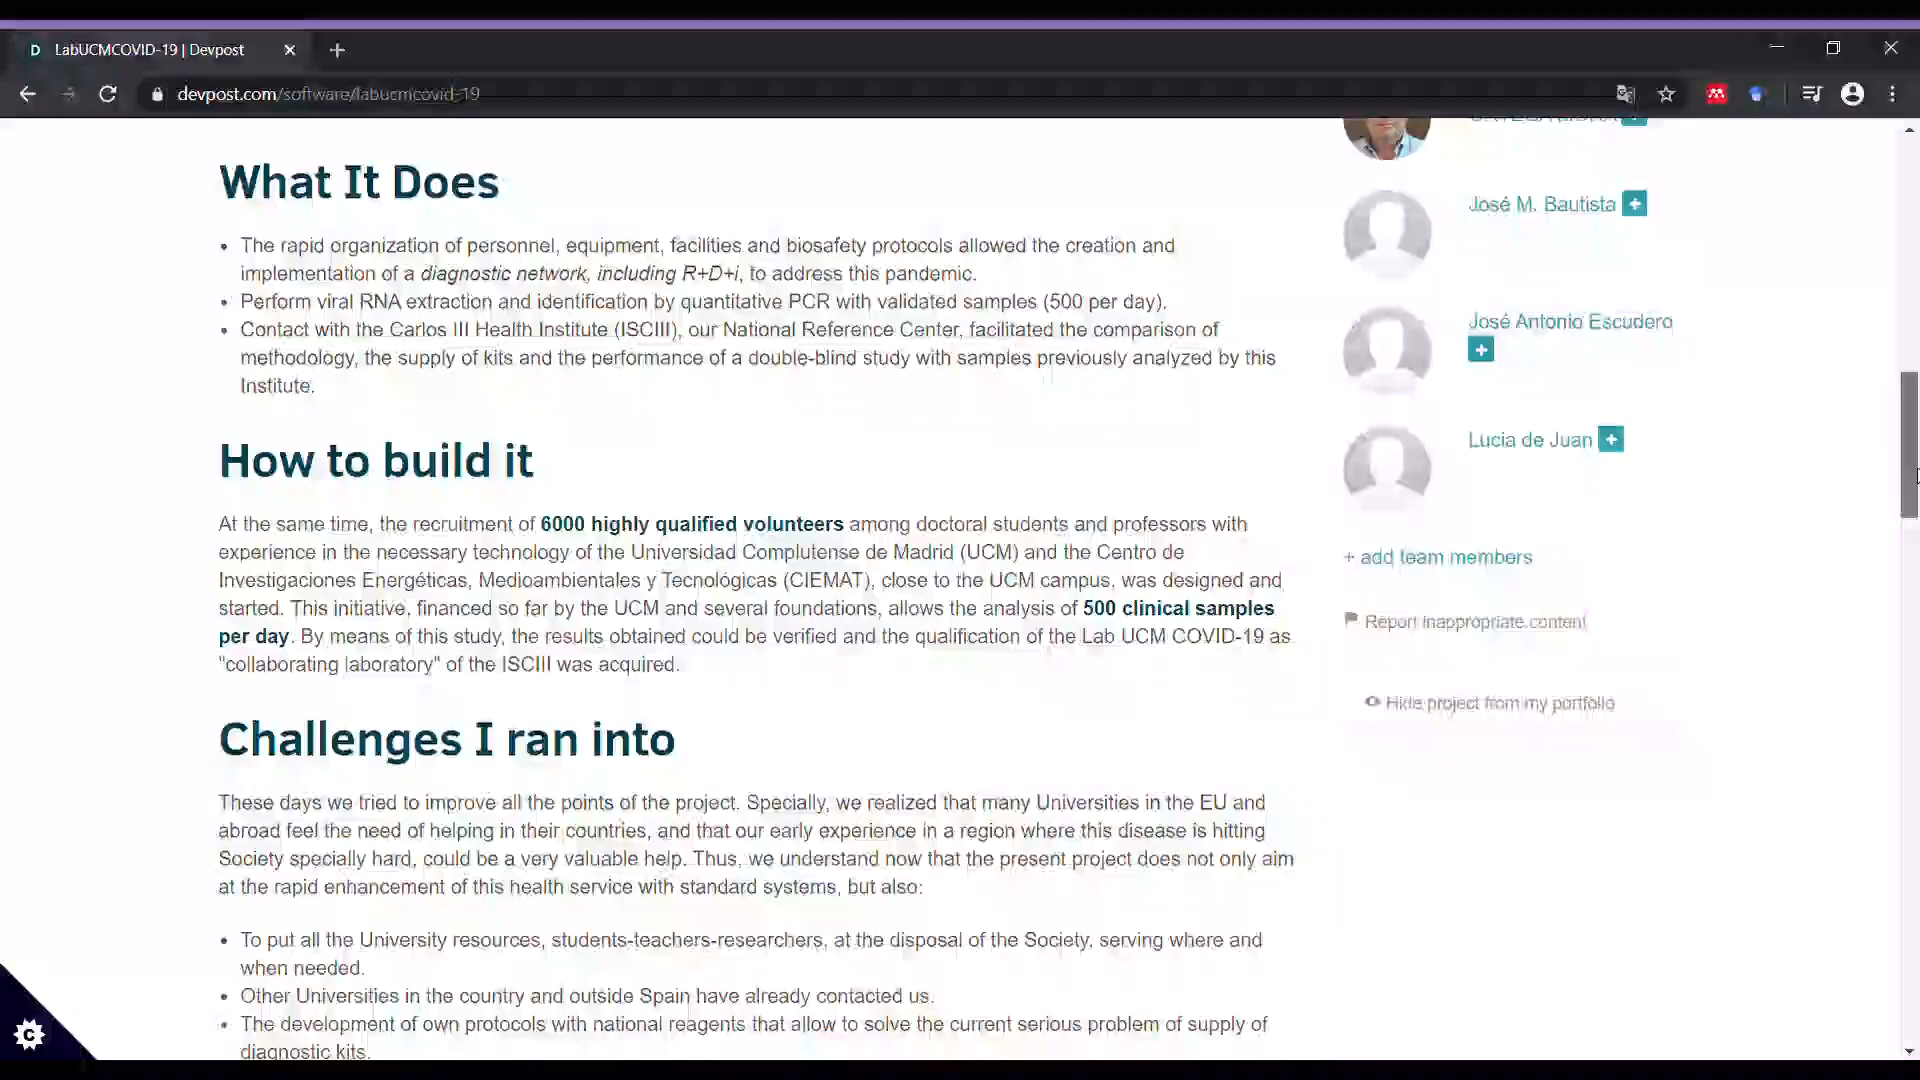 LabUCMCOVID-19 | Devpost
devpost.com/software/labucmcovid-19
What It Does
• The rapid organization of personnel, equipment, facilities and biosafety protocols allowed the creation and
implementation of a diagnostic network, including R+D+i, to address this pandemic.
• Perform viral RNA extraction and identification by quantitative PCR with validated samples (500 per day).
• Contact with the Carlos III Health Institute (ISCIII), our National Reference Center, facilitated the comparison of
methodology, the supply of kits and the performance of a double-blind study with samples previously analyzed by this
Institute.
How to build it
At the same time, the recruitment of 6000 highly qualified volunteers among doctoral students and professors with
experience in the necessary technology of the Universidad Complutense de Madrid (UCM) and the Centro de
Investigaciones Energéticas, Medioambientales y Tecnológicas (CIEMAT), close to the UCM campus, was designed and
started. This initiative, financed so far by the UCM and several foundations, allows the analysis of 500 clinical samples
per day. By means of this study, the results obtained could be verified and the qualification of the Lab UCM COVID-19 as
"collaborating laboratory" of the ISCIII was acquired.
Challenges I ran into
These days we tried to improve all the points of the project. Specially, we realized that many Universities in the EU and
abroad feel the need of helping in their countries, and that our early experience in a region where this disease is hitting
Society specially hard, could be a very valuable help. Thus, we understand now that the present project does not only aim
at the rapid enhancement of this health service with standard systems, but also:
• To put all the University resources, students-teachers-researchers, at the disposal of the Society, serving where and
when needed.
• Other Universities in the country and outside Spain have already contacted us.
• The development of own protocols with national reagents that allow to solve the current serious problem of supply of
diagnostic kits.
José M. Bautista +
José Antonio Escudero
+
Lucia de Juan +
+ add team members
Report inappropriate content
Hide project from my portfolio